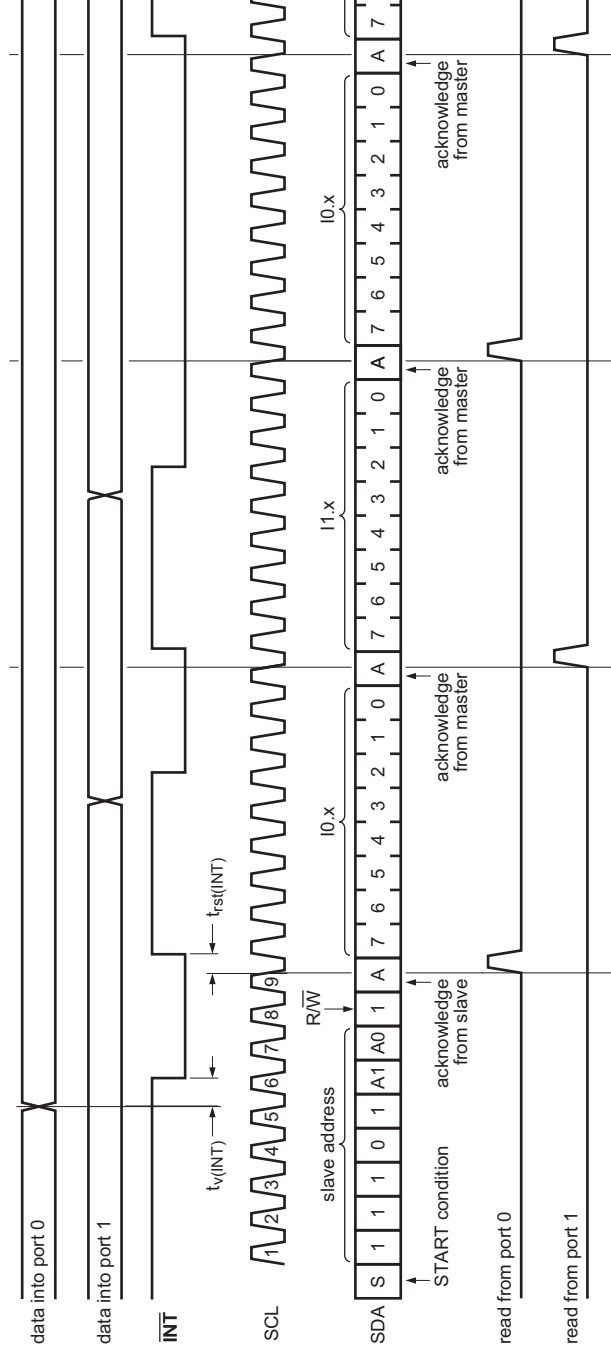 data into port 0
data into port 1
INT
tv(INT)
trst(INT)
SCL 1 2 3 4 5 6 7 8 9
slave address
R/W
I0.x
I1.x
I0.x
SDA S 1 1 1 0 1 A1 A0 1 A 7 6 5 4 3 2 1 0 A 7 6 5 4 3 2 1 0 A 7 6 5 4 3 2 1 0 A 7
START condition
acknowledge
from slave
acknowledge
from master
acknowledge
from master
acknowledge
from master
read from port 0
read from port 1